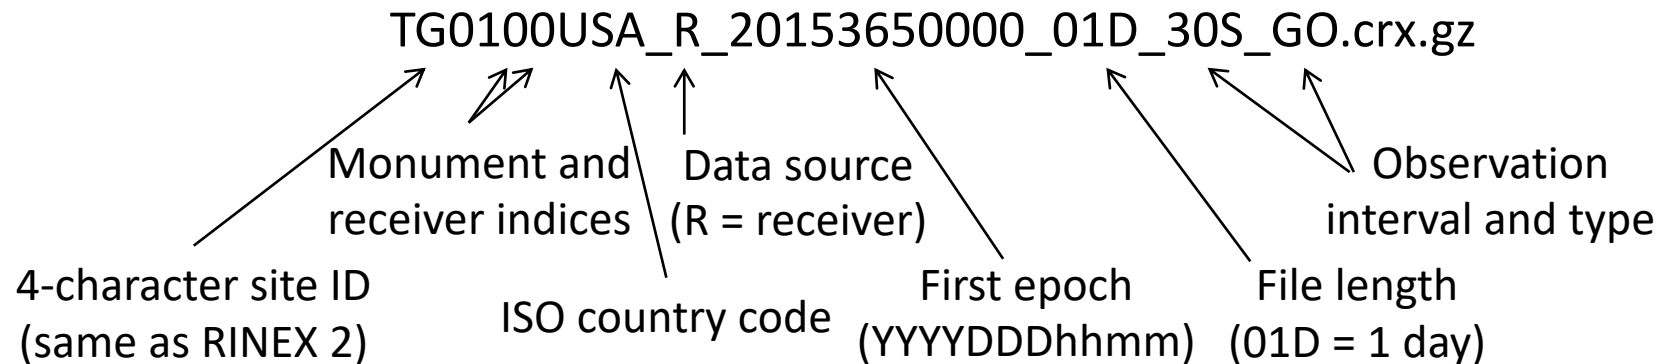 TG0100USA_R_20153650000_01D_30S_GO.crx.gz
Monument and
receiver indices
Data source
(R = receiver)
Observation
interval and type
4-character site ID
(same as RINEX 2)
ISO country code
First epoch
(YYYYDDDhhmm)
File length
(01D = 1 day)